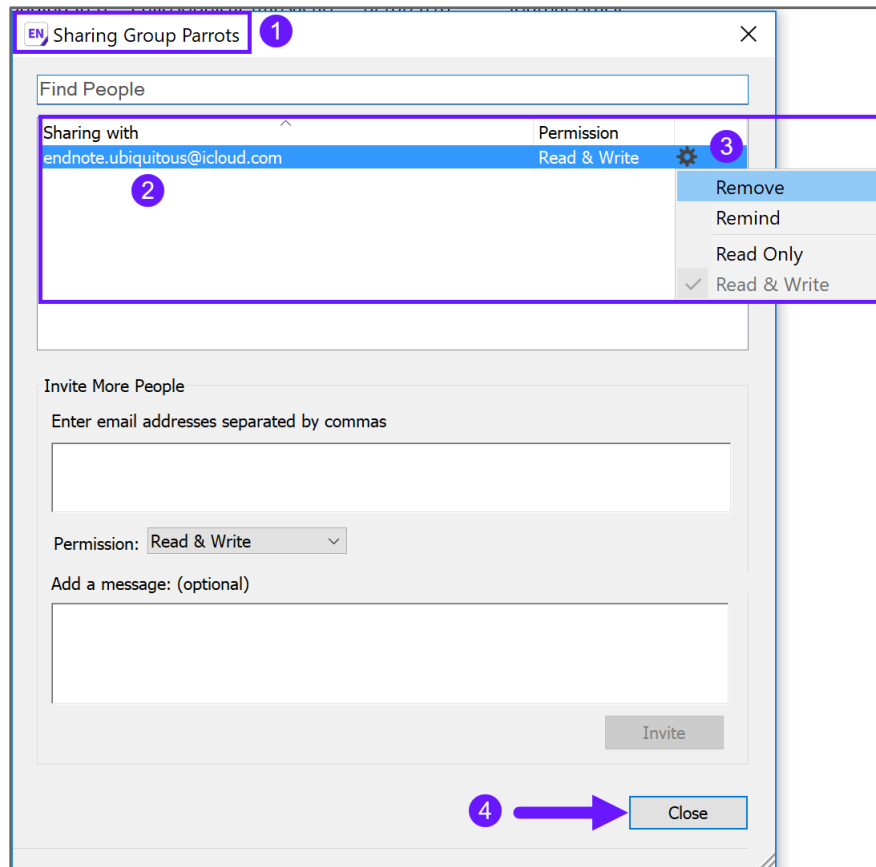 EN Sharing Group Parrots 1
Find People
Sharing with Permission 3
endnote.ubiquitous@icloud.com Read & Write
2
Remove
Remind
Read Only
Read & Write
Invite More People
Enter email addresses separated by commas
Permission: Read & Write
Add a message: (optional)
Invite
4 Close